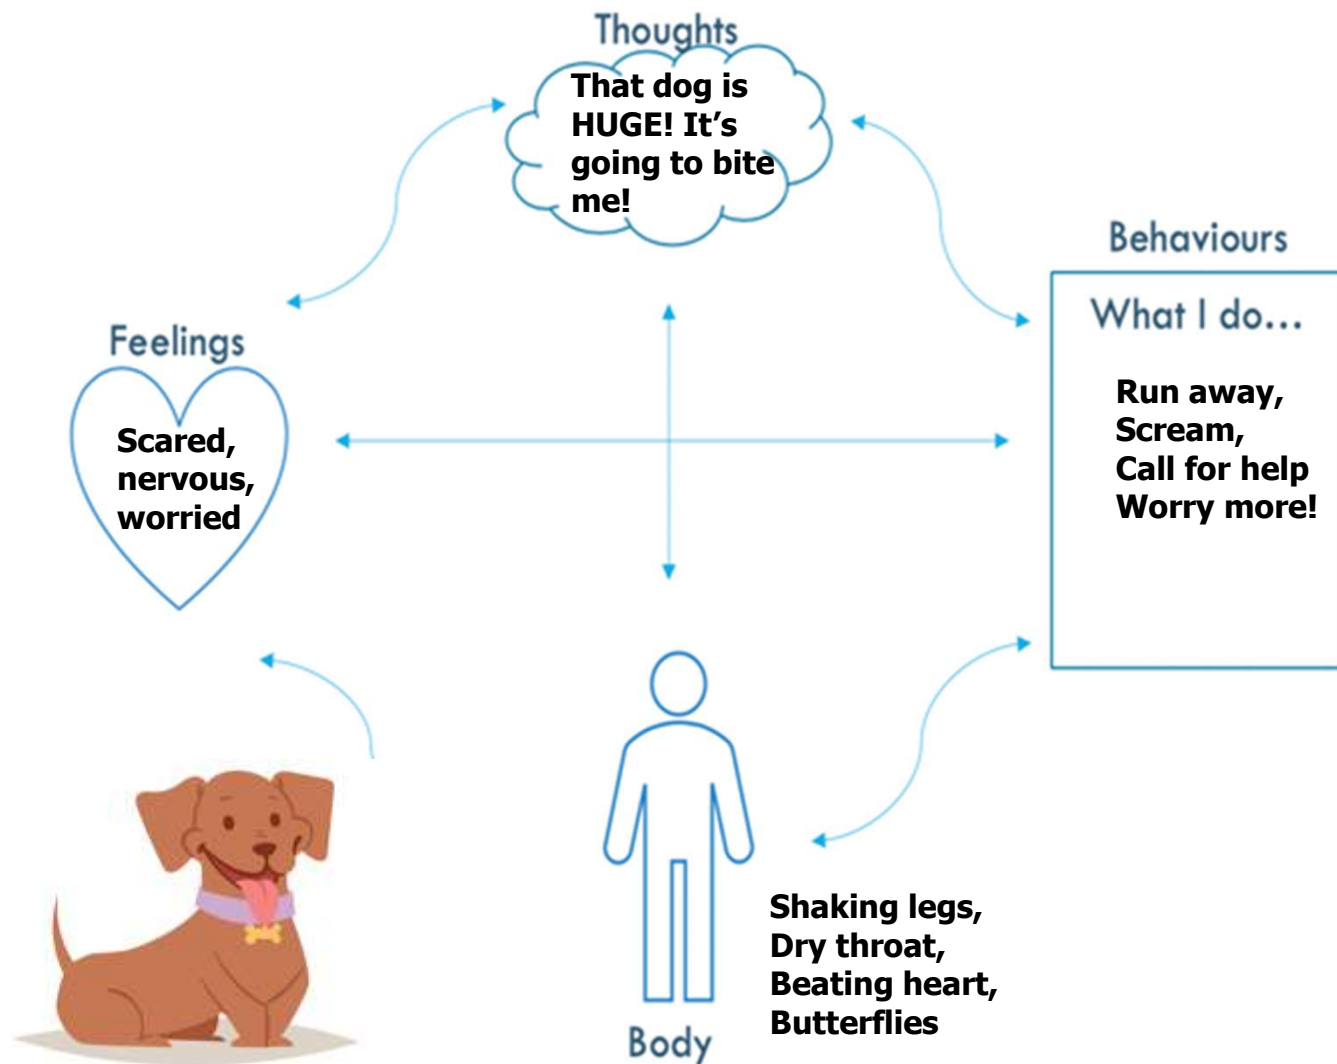 Thoughts
That dog is
HUGE! It’s
going to bite
me!
Feelings
Scared,
nervous,
worried
Behaviours
What I do...
Run away,
Scream,
Call for help
Worry more!
Shaking legs,
Dry throat,
Beating heart,
Butterflies
Body